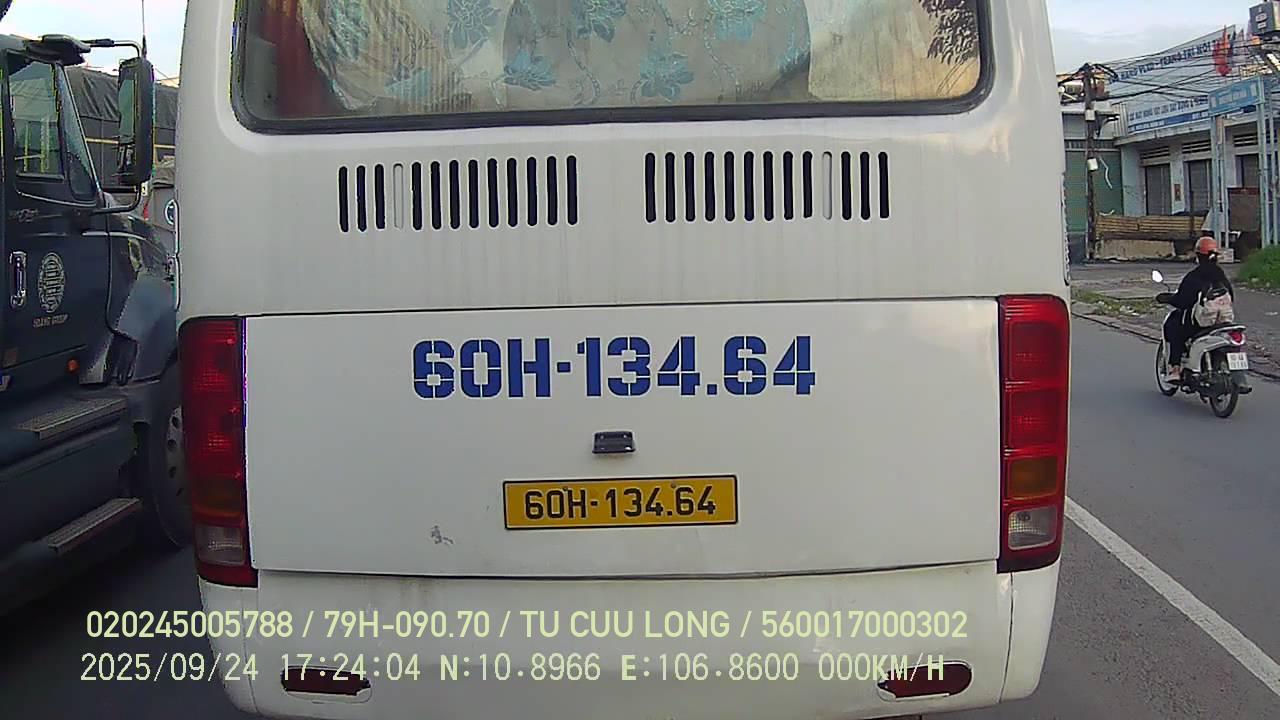 60H-134.64
60H-134.64
020245005788 / 79H-090.70 / TU CUU LONG / 560017000302
2025/09/24 17:24:04 N:10.8966 E:106.8600 000KM/H